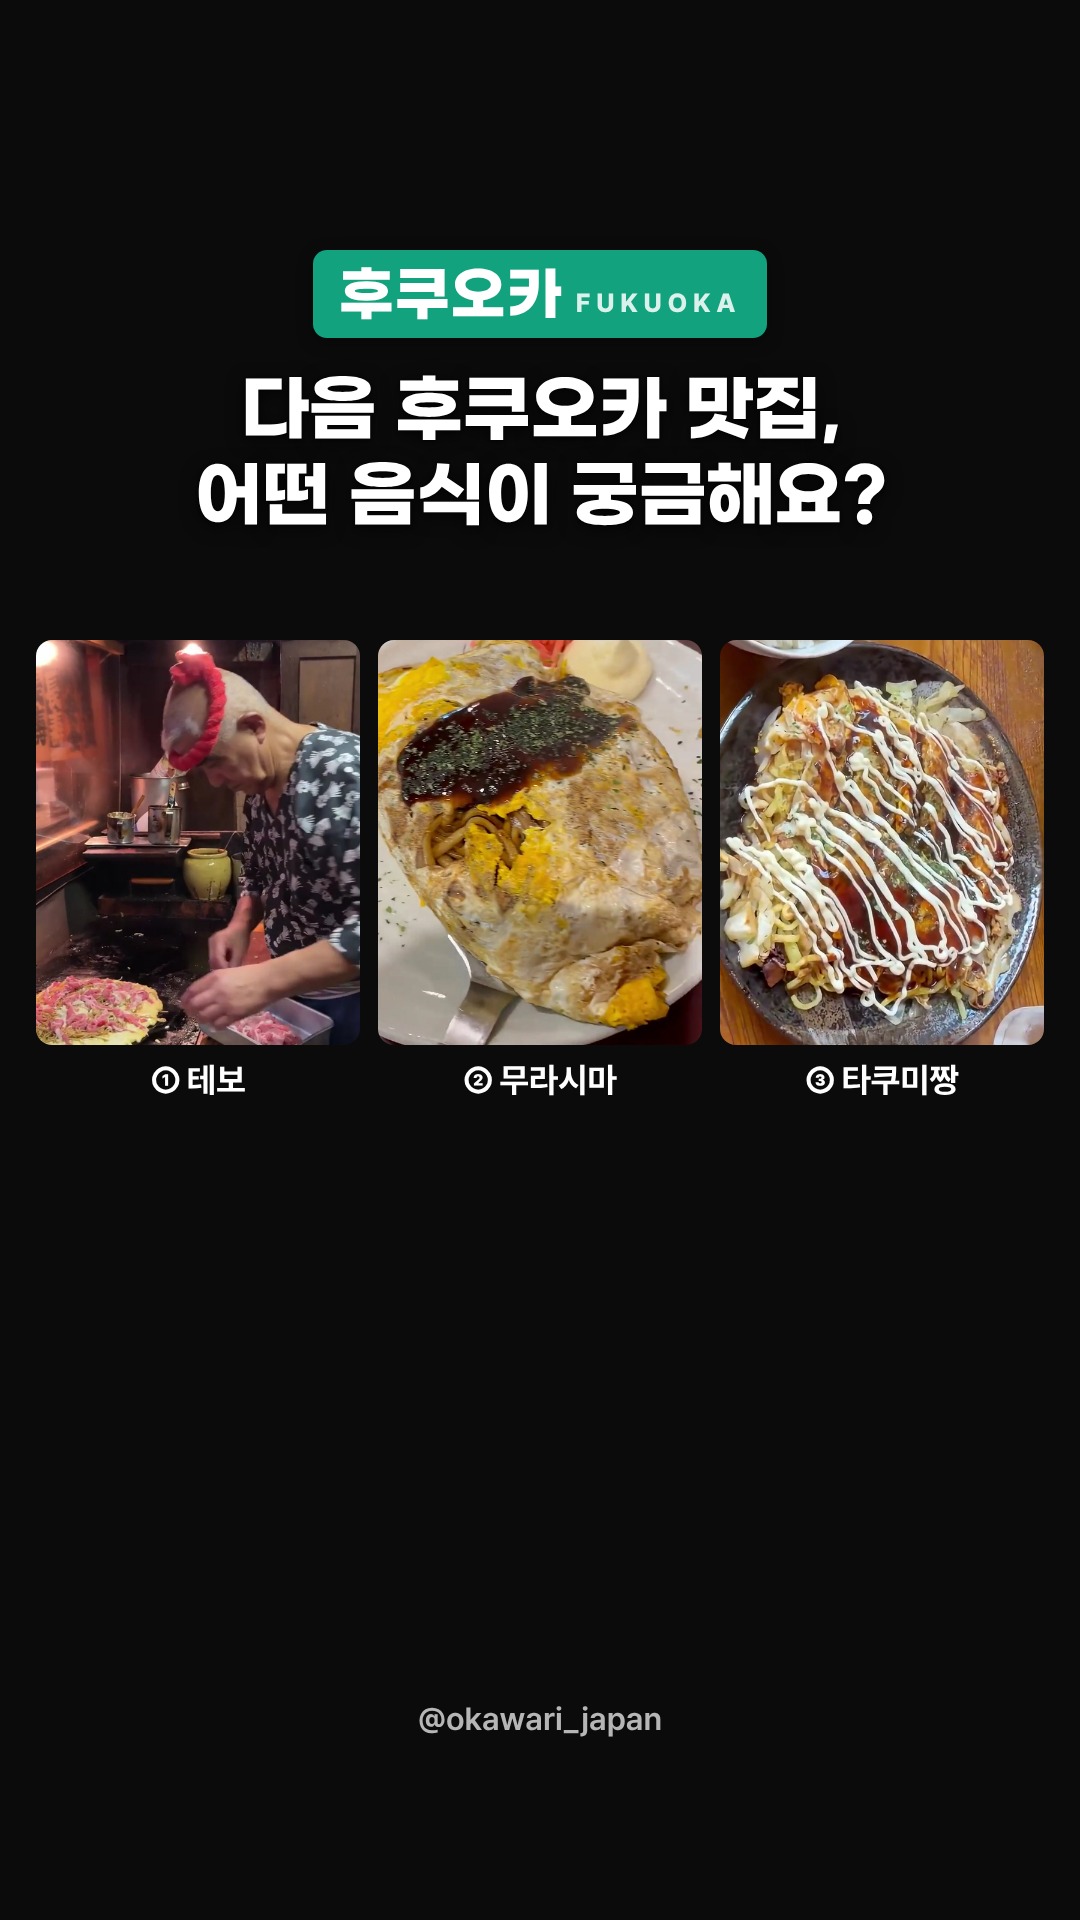 후쿠오카 FUKUOKA
다음 후쿠오카 맛집,
어떤 음식이 궁금해요?
① 테보
② 무라시마
③ 타쿠미짱
@okawari_japan